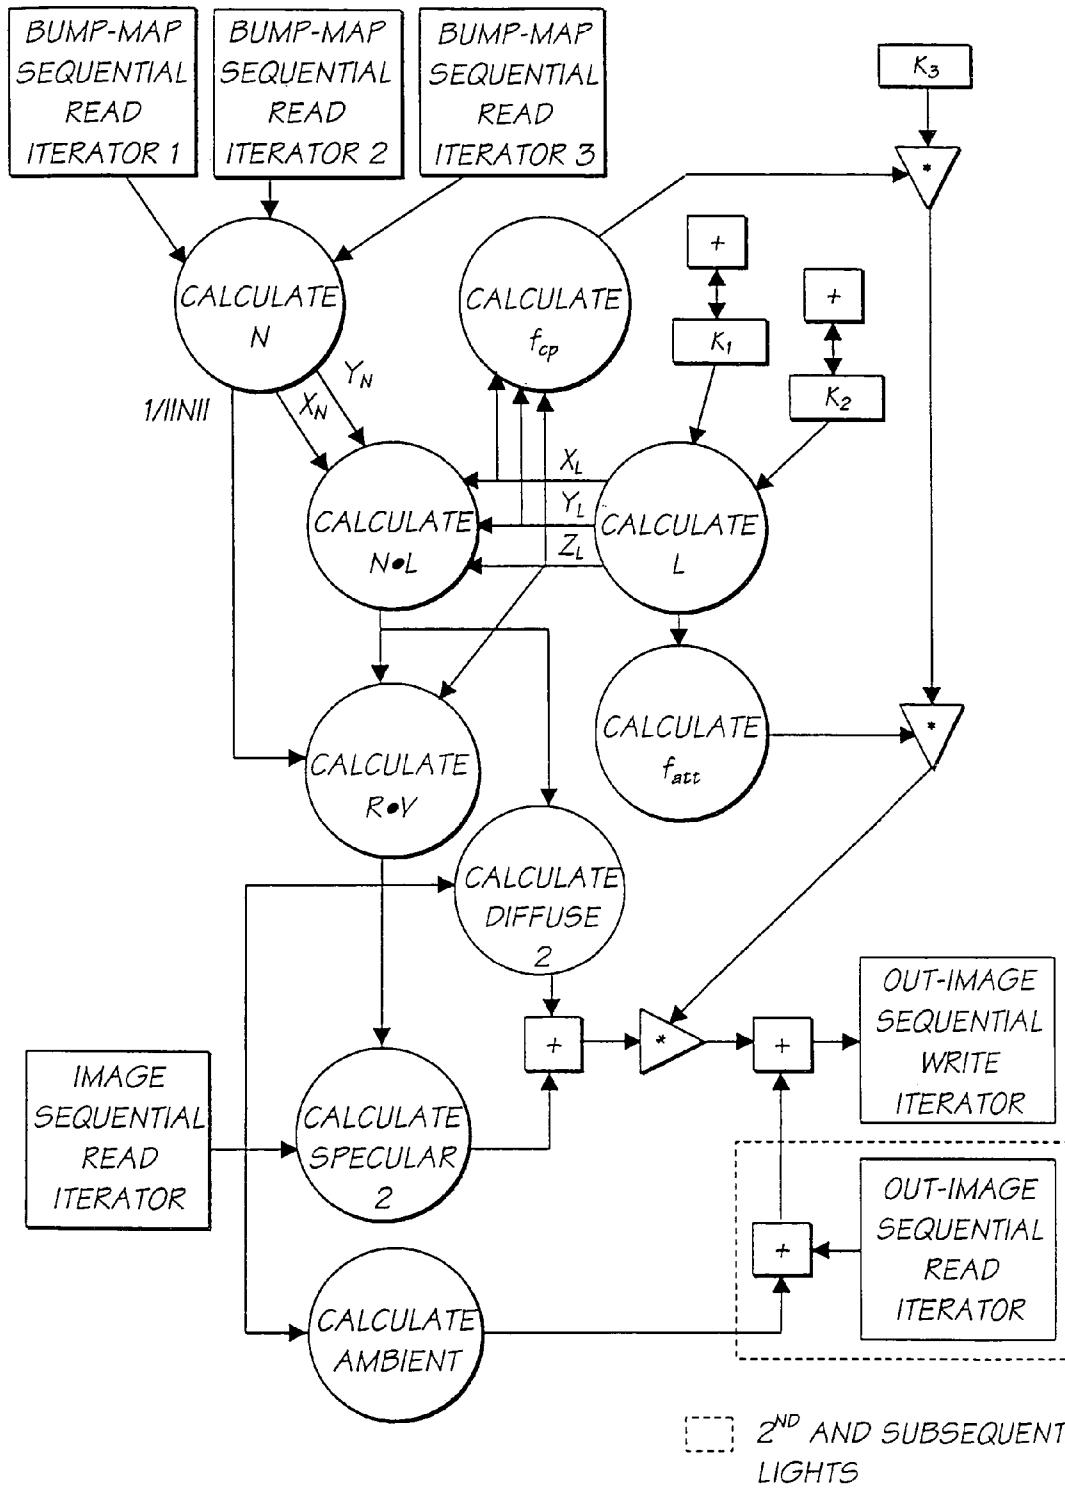 BUMP-MAP
SEQUENTIAL
READ
ITERATOR 1
BUMP-MAP
SEQUENTIAL
READ
ITERATOR 2
BUMP-MAP
SEQUENTIAL
READ
ITERATOR 3
K3
*
CALCULATE
N
CALCULATE
fcp
+
K1
+
K2
1/||N||
XN
YN
CALCULATE
N•L
XL
YL
ZL
CALCULATE
L
CALCULATE
R•V
CALCULATE
fatt
*
CALCULATE
DIFFUSE
2
+
*
+
OUT-IMAGE
SEQUENTIAL
WRITE
ITERATOR
IMAGE
SEQUENTIAL
READ
ITERATOR
CALCULATE
SPECULAR
2
+
OUT-IMAGE
SEQUENTIAL
READ
ITERATOR
CALCULATE
AMBIENT
2ND AND SUBSEQUENT
LIGHTS